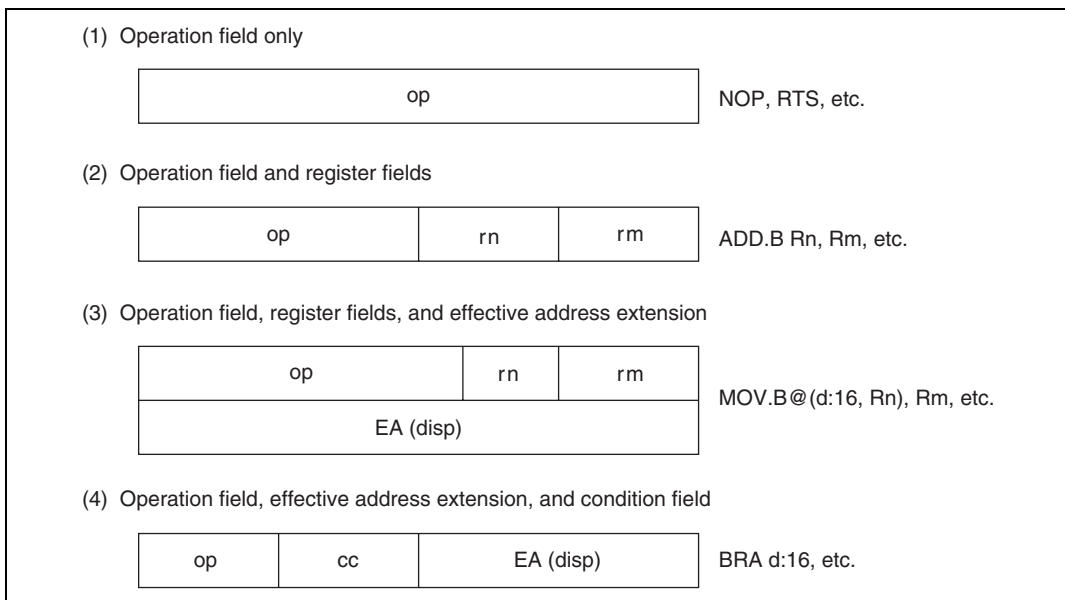 (1) Operation field only
op
NOP, RTS, etc.
(2) Operation field and register fields
op rn rm
ADD.B Rn, Rm, etc.
(3) Operation field, register fields, and effective address extension
op rn rm
EA (disp)
MOV.B@(d:16, Rn), Rm, etc.
(4) Operation field, effective address extension, and condition field
op cc EA (disp)
BRA d:16, etc.